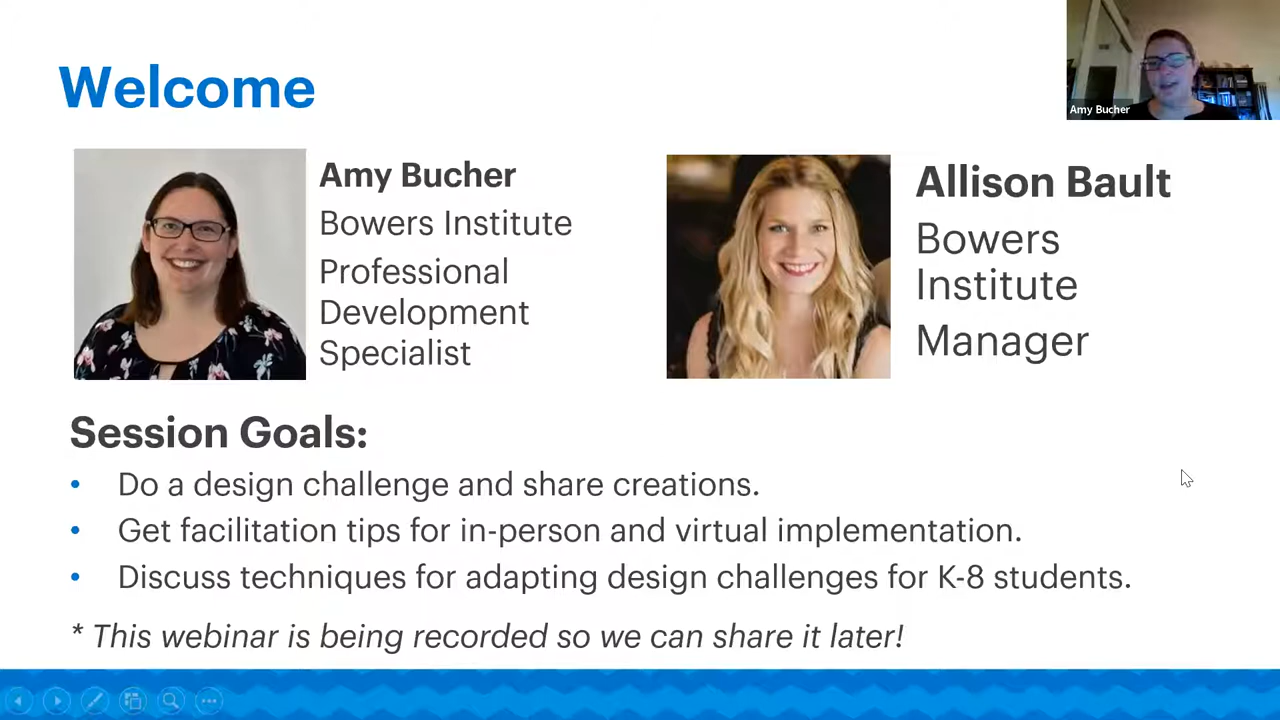 Welcome
Amy Bucher
Amy Bucher
Bowers Institute
Professional
Development
Specialist
Allison Bault
Bowers
Institute
Manager
Session Goals:
• Do a design challenge and share creations.
• Get facilitation tips for in-person and virtual implementation.
• Discuss techniques for adapting design challenges for K-8 students.
* This webinar is being recorded so we can share it later!